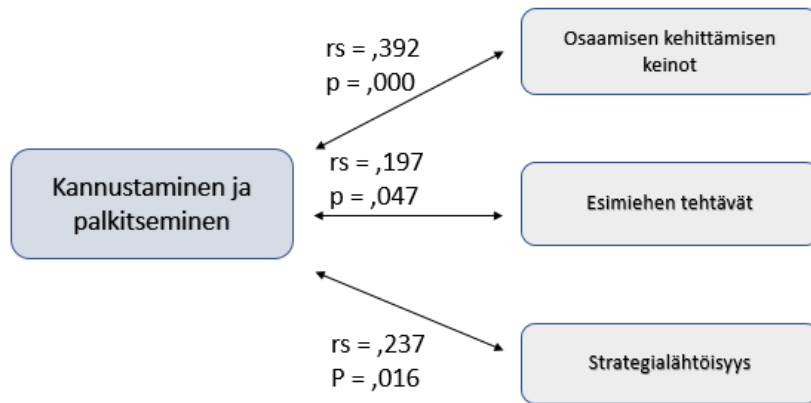 rs = ,392
p = ,000
Osaamisen kehittämisen
keinot
Kannustaminen ja
palkitseminen
rs = ,197
p = ,047
Esimiehen tehtävät
rs = ,237
P = ,016
Strategialähtöisyys